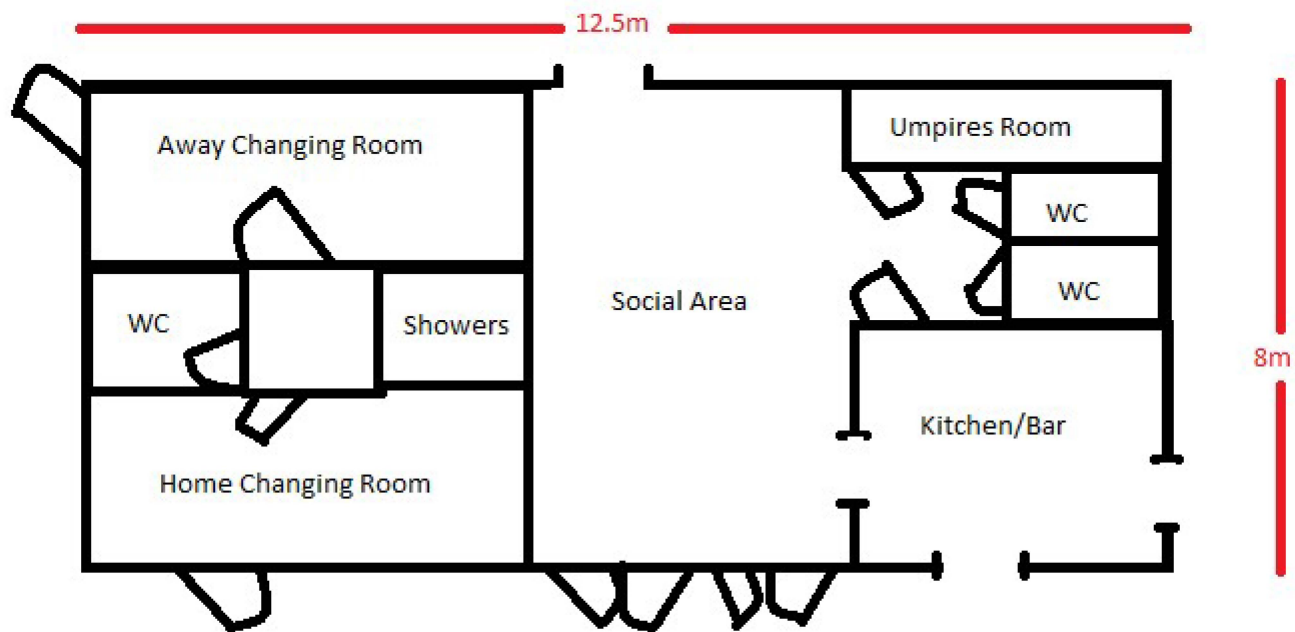 12.5m
Away Changing Room
Umpires Room
WC
Social Area
WC
WC
Showers
8m
Kitchen/Bar
Home Changing Room